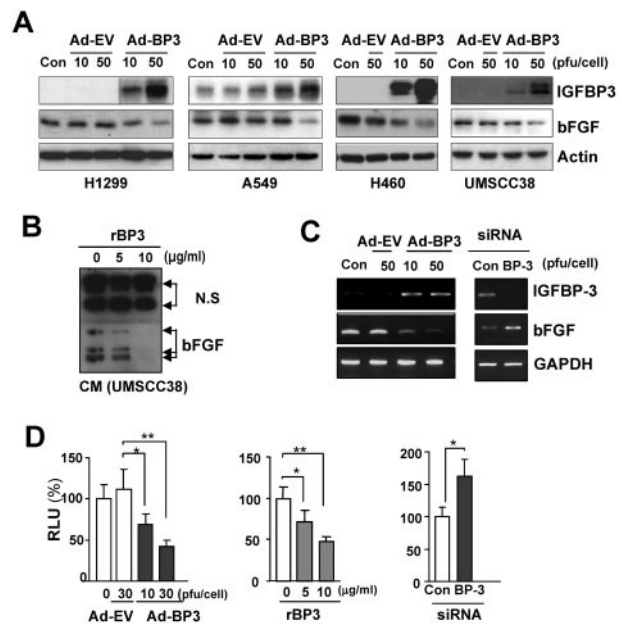 A
Ad-EV Ad-BP3 Ad-EV Ad-BP3 Ad-EV Ad-BP3 Ad-EV Ad-BP3
Con 10 50 10 50 Con 10 50 10 50 Con 50 10 50 Con 50 10 50 (pfu/cell)
IGFBP3
bFGF
Actin
H1299 A549 H460 UMSCC38
B
rBP3
0 5 10 (μg/ml)
N.S
bFGF
CM (UMSCC38)
C
Ad-EV Ad-BP3 siRNA
Con 50 10 50 Con BP-3 (pfu/cell)
IGFBP-3
bFGF
GAPDH
D
RLU (%)
150
100
50
0
* **
0 30 10 30 (pfu/cell)
Ad-EV Ad-BP3
150
100
50
0
* **
0 5 10 (μg/ml)
rBP3
200
150
100
50
0
*
Con BP-3
siRNA